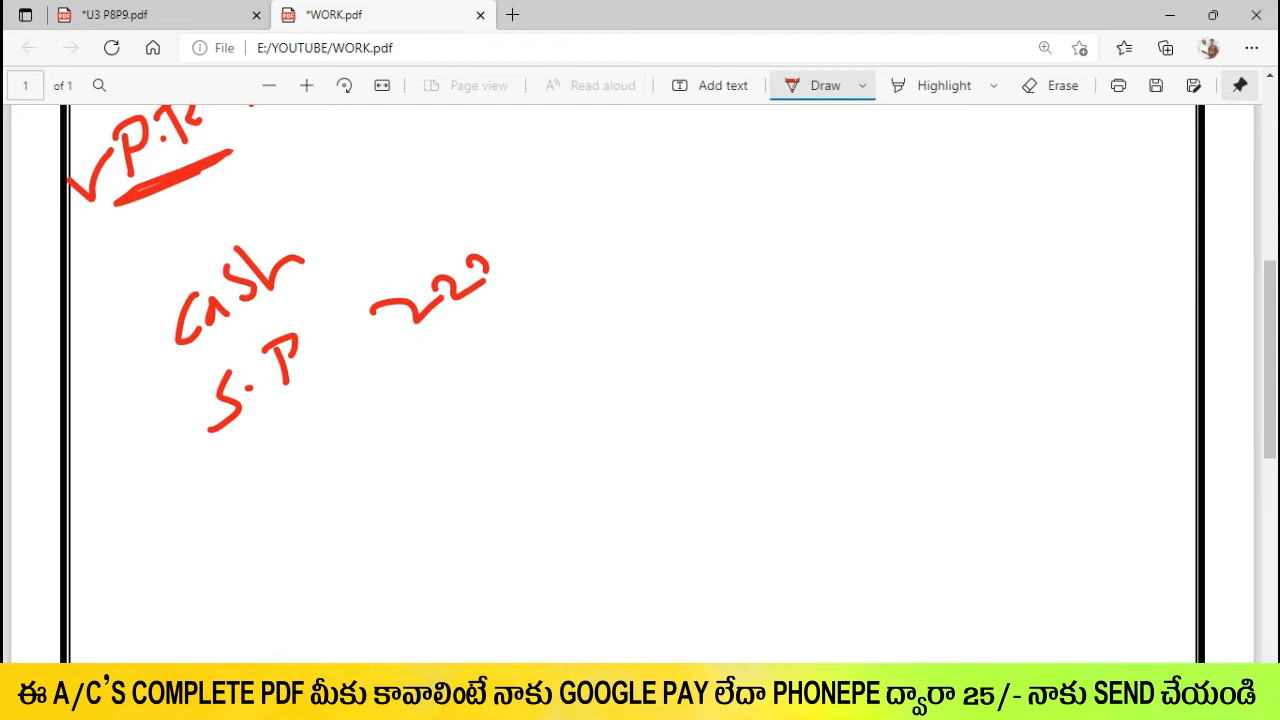 *U3 P8P9.pdf
*WORK.pdf
File E:/YOUTUBE/WORK.pdf
1 of 1 Page view Read aloud Add text Draw Highlight Erase
Cash
S.P
ఈ A/C'S COMPLETE PDF మీకు కావాలింటే నాకు GOOGLE PAY లేదా PHONEPE ద్వారా 25/- నాకు SEND చేయండి